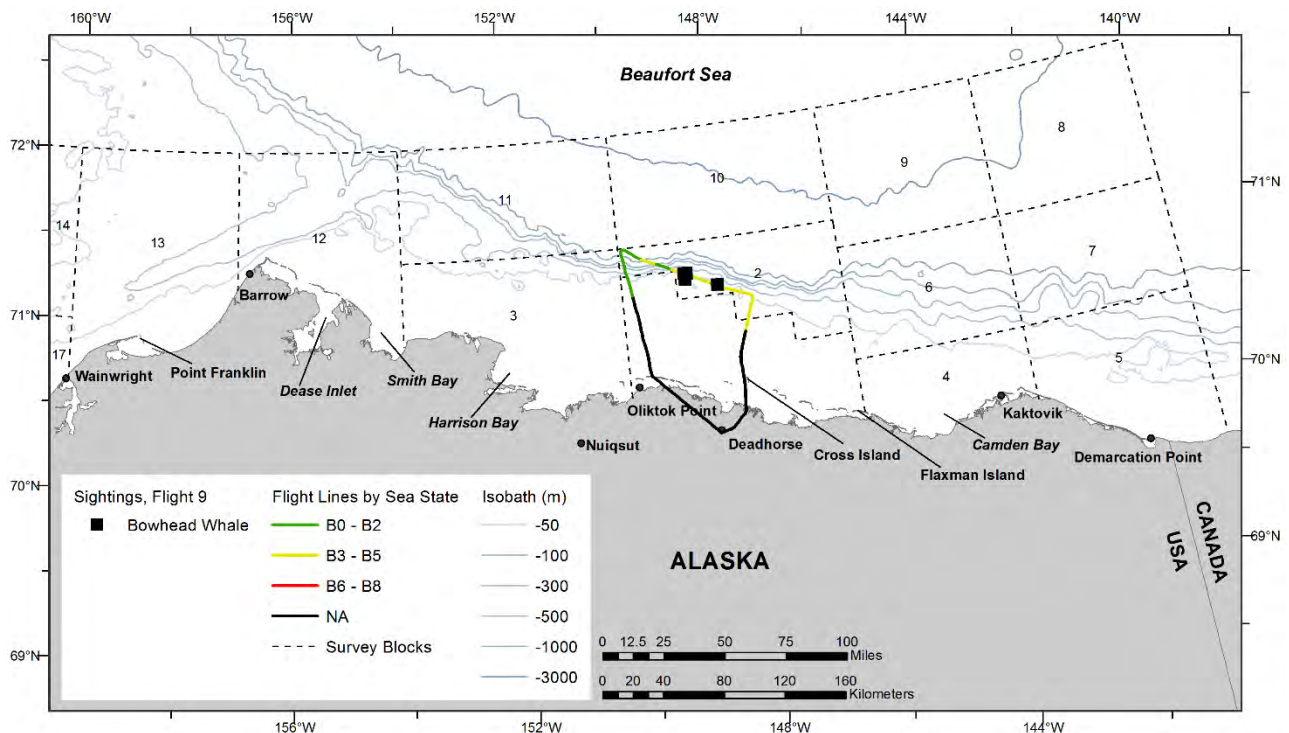 160°W 156°W 152°W 148°W 144°W 140°W
Beaufort Sea
72°N
71°N
70°N
69°N
71°N
70°N
69°N
8
9
10
11
14
13
12
7
2
6
3
5
17
4
Barrow
Wainwright
Point Franklin
Dease Inlet
Smith Bay
Harrison Bay
Oliktok Point
Nuiqsut
Deadhorse
Cross Island
Flaxman Island
Camden Bay
Kaktovik
Demarcation Point
ALASKA
CANADA
USA
Sightings, Flight 9
Bowhead Whale
Flight Lines by Sea State
B0 - B2
B3 - B5
B6 - B8
NA
Survey Blocks
Isobath (m)
-50
-100
-300
-500
-1000
-3000
0 12.5 25 50 75 100
Miles
0 20 40 80 120 160
Kilometers
156°W 152°W 148°W 144°W